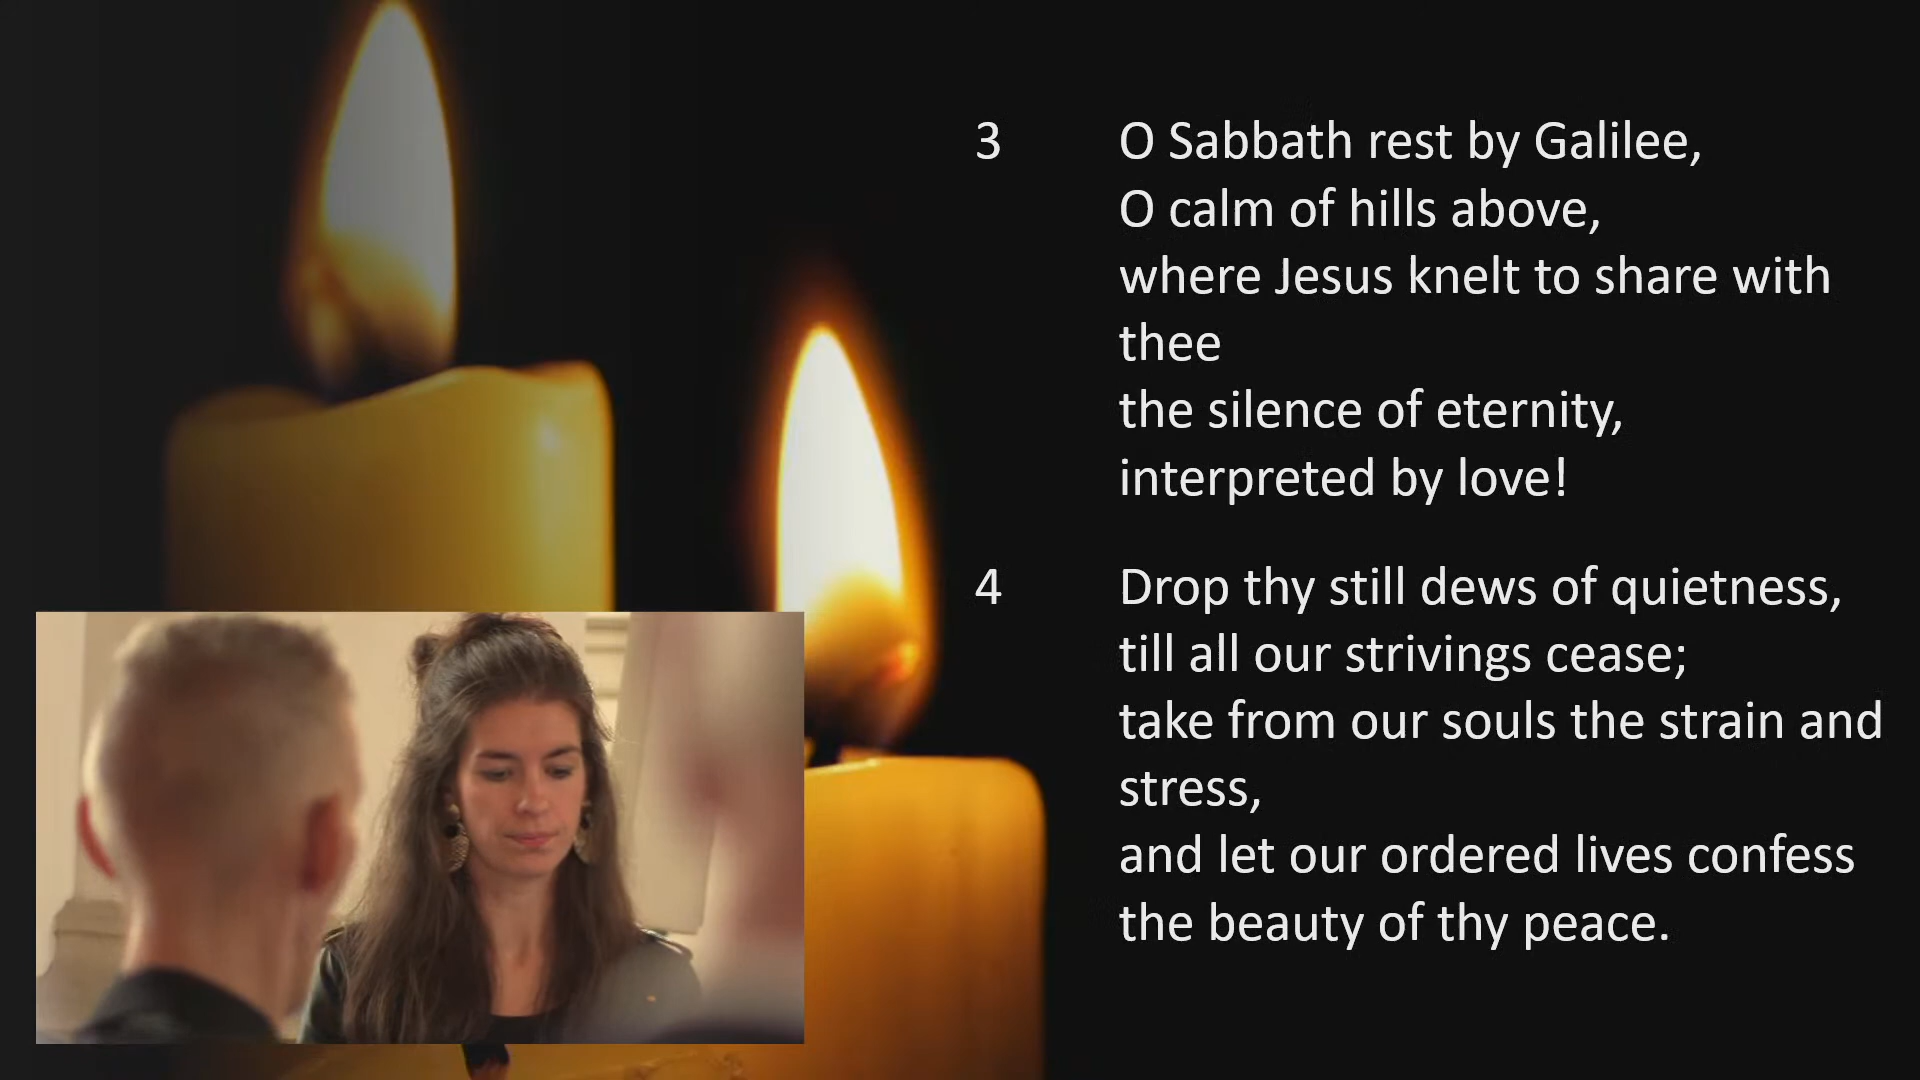 3 O Sabbath rest by Galilee,
O calm of hills above,
where Jesus knelt to share with
thee
the silence of eternity,
interpreted by love!
4 Drop thy still dews of quietness,
till all our strivings cease;
take from our souls the strain and
stress,
and let our ordered lives confess
the beauty of thy peace.